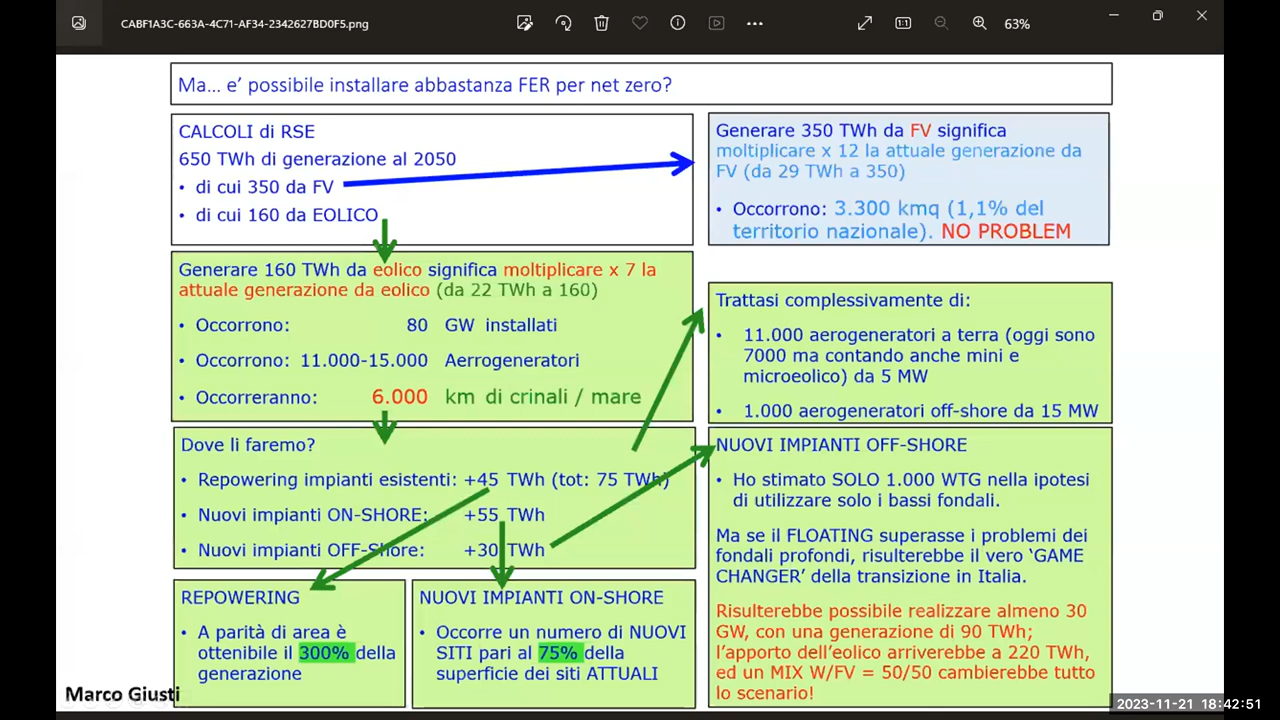 CABF1A3C-663A-4C71-AF34-2342627BD0F5.png
63%
Ma... e’ possibile installare abbastanza FER per net zero?
CALCOLI di RSE
650 TWh di generazione al 2050
• di cui 350 da FV
• di cui 160 da EOLICO
Generare 350 TWh da FV significa
moltiplicare x 12 la attuale generazione da
FV (da 29 TWh a 350)
• Occorrono: 3.300 kmq (1,1% del
territorio nazionale). NO PROBLEM
Generare 160 TWh da eolico significa moltiplicare x 7 la
attuale generazione da eolico (da 22 TWh a 160)
• Occorrono: 80 GW installati
• Occorrono: 11.000-15.000 Aerrogeneratori
• Occorreranno: 6.000 km di crinali / mare
Trattasi complessivamente di:
• 11.000 aerogeneratori a terra (oggi sono
7000 ma contando anche mini e
microeolico) da 5 MW
• 1.000 aerogeneratori off-shore da 15 MW
Dove li faremo?
• Repowering impianti esistenti: +45 TWh (tot: 75 TWh)
• Nuovi impianti ON-SHORE: +55 TWh
• Nuovi impianti OFF-Shore: +30 TWh
NUOVI IMPIANTI OFF-SHORE
• Ho stimato SOLO 1.000 WTG nella ipotesi
di utilizzare solo i bassi fondali.
Ma se il FLOATING superasse i problemi dei
fondali profondi, risulterebbe il vero ‘GAME
CHANGER’ della transizione in Italia.
Risulterebbe possibile realizzare almeno 30
GW, con una generazione di 90 TWh;
l’apporto dell’eolico arriverebbe a 220 TWh,
ed un MIX W/FV = 50/50 cambierebbe tutto
lo scenario!
REPOWERING
• A parità di area è
ottenibile il 300% della
generazione
NUOVI IMPIANTI ON-SHORE
• Occorre un numero di NUOVI
SITI pari al 75% della
superficie dei siti ATTUALI
Marco Giusti
2023-11-21 18:42:51